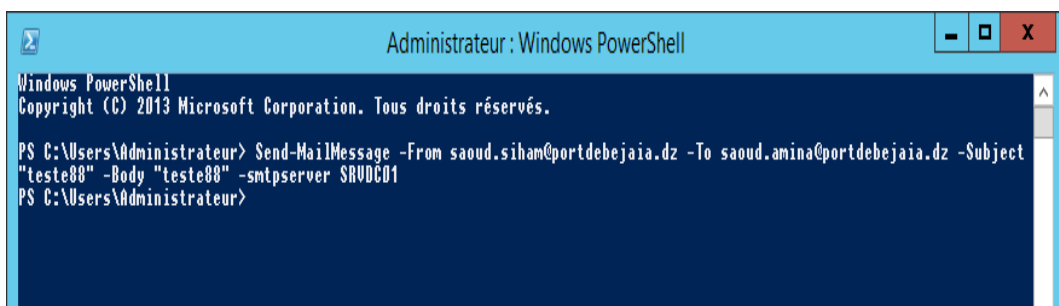 Administrateur : Windows PowerShell
Windows PowerShell
Copyright (C) 2013 Microsoft Corporation. Tous droits réservés.
PS C:\Users\Administrateur> Send-MailMessage -From saoud.siham@portdebejaia.dz -To saoud.amina@portdebejaia.dz -Subject
"teste88" -Body "teste88" -smtpserver SRVDC01
PS C:\Users\Administrateur>